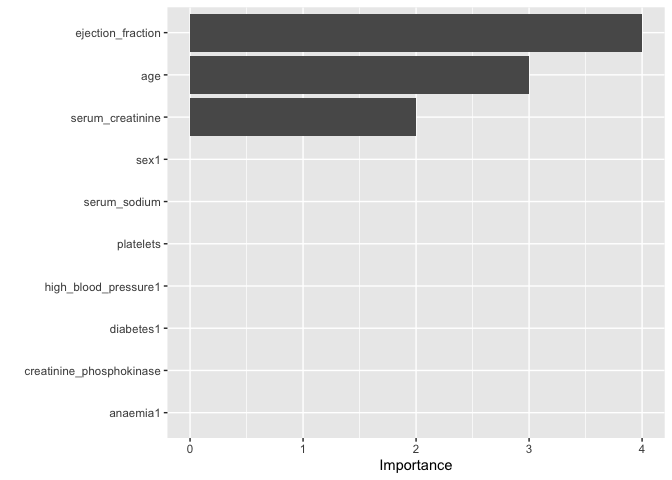 ejection_fraction
age
serum_creatinine
sex1
serum_sodium
platelets
high_blood_pressure1
diabetes1
creatinine_phosphokinase
anaemia1
0 1 2 3 4
Importance